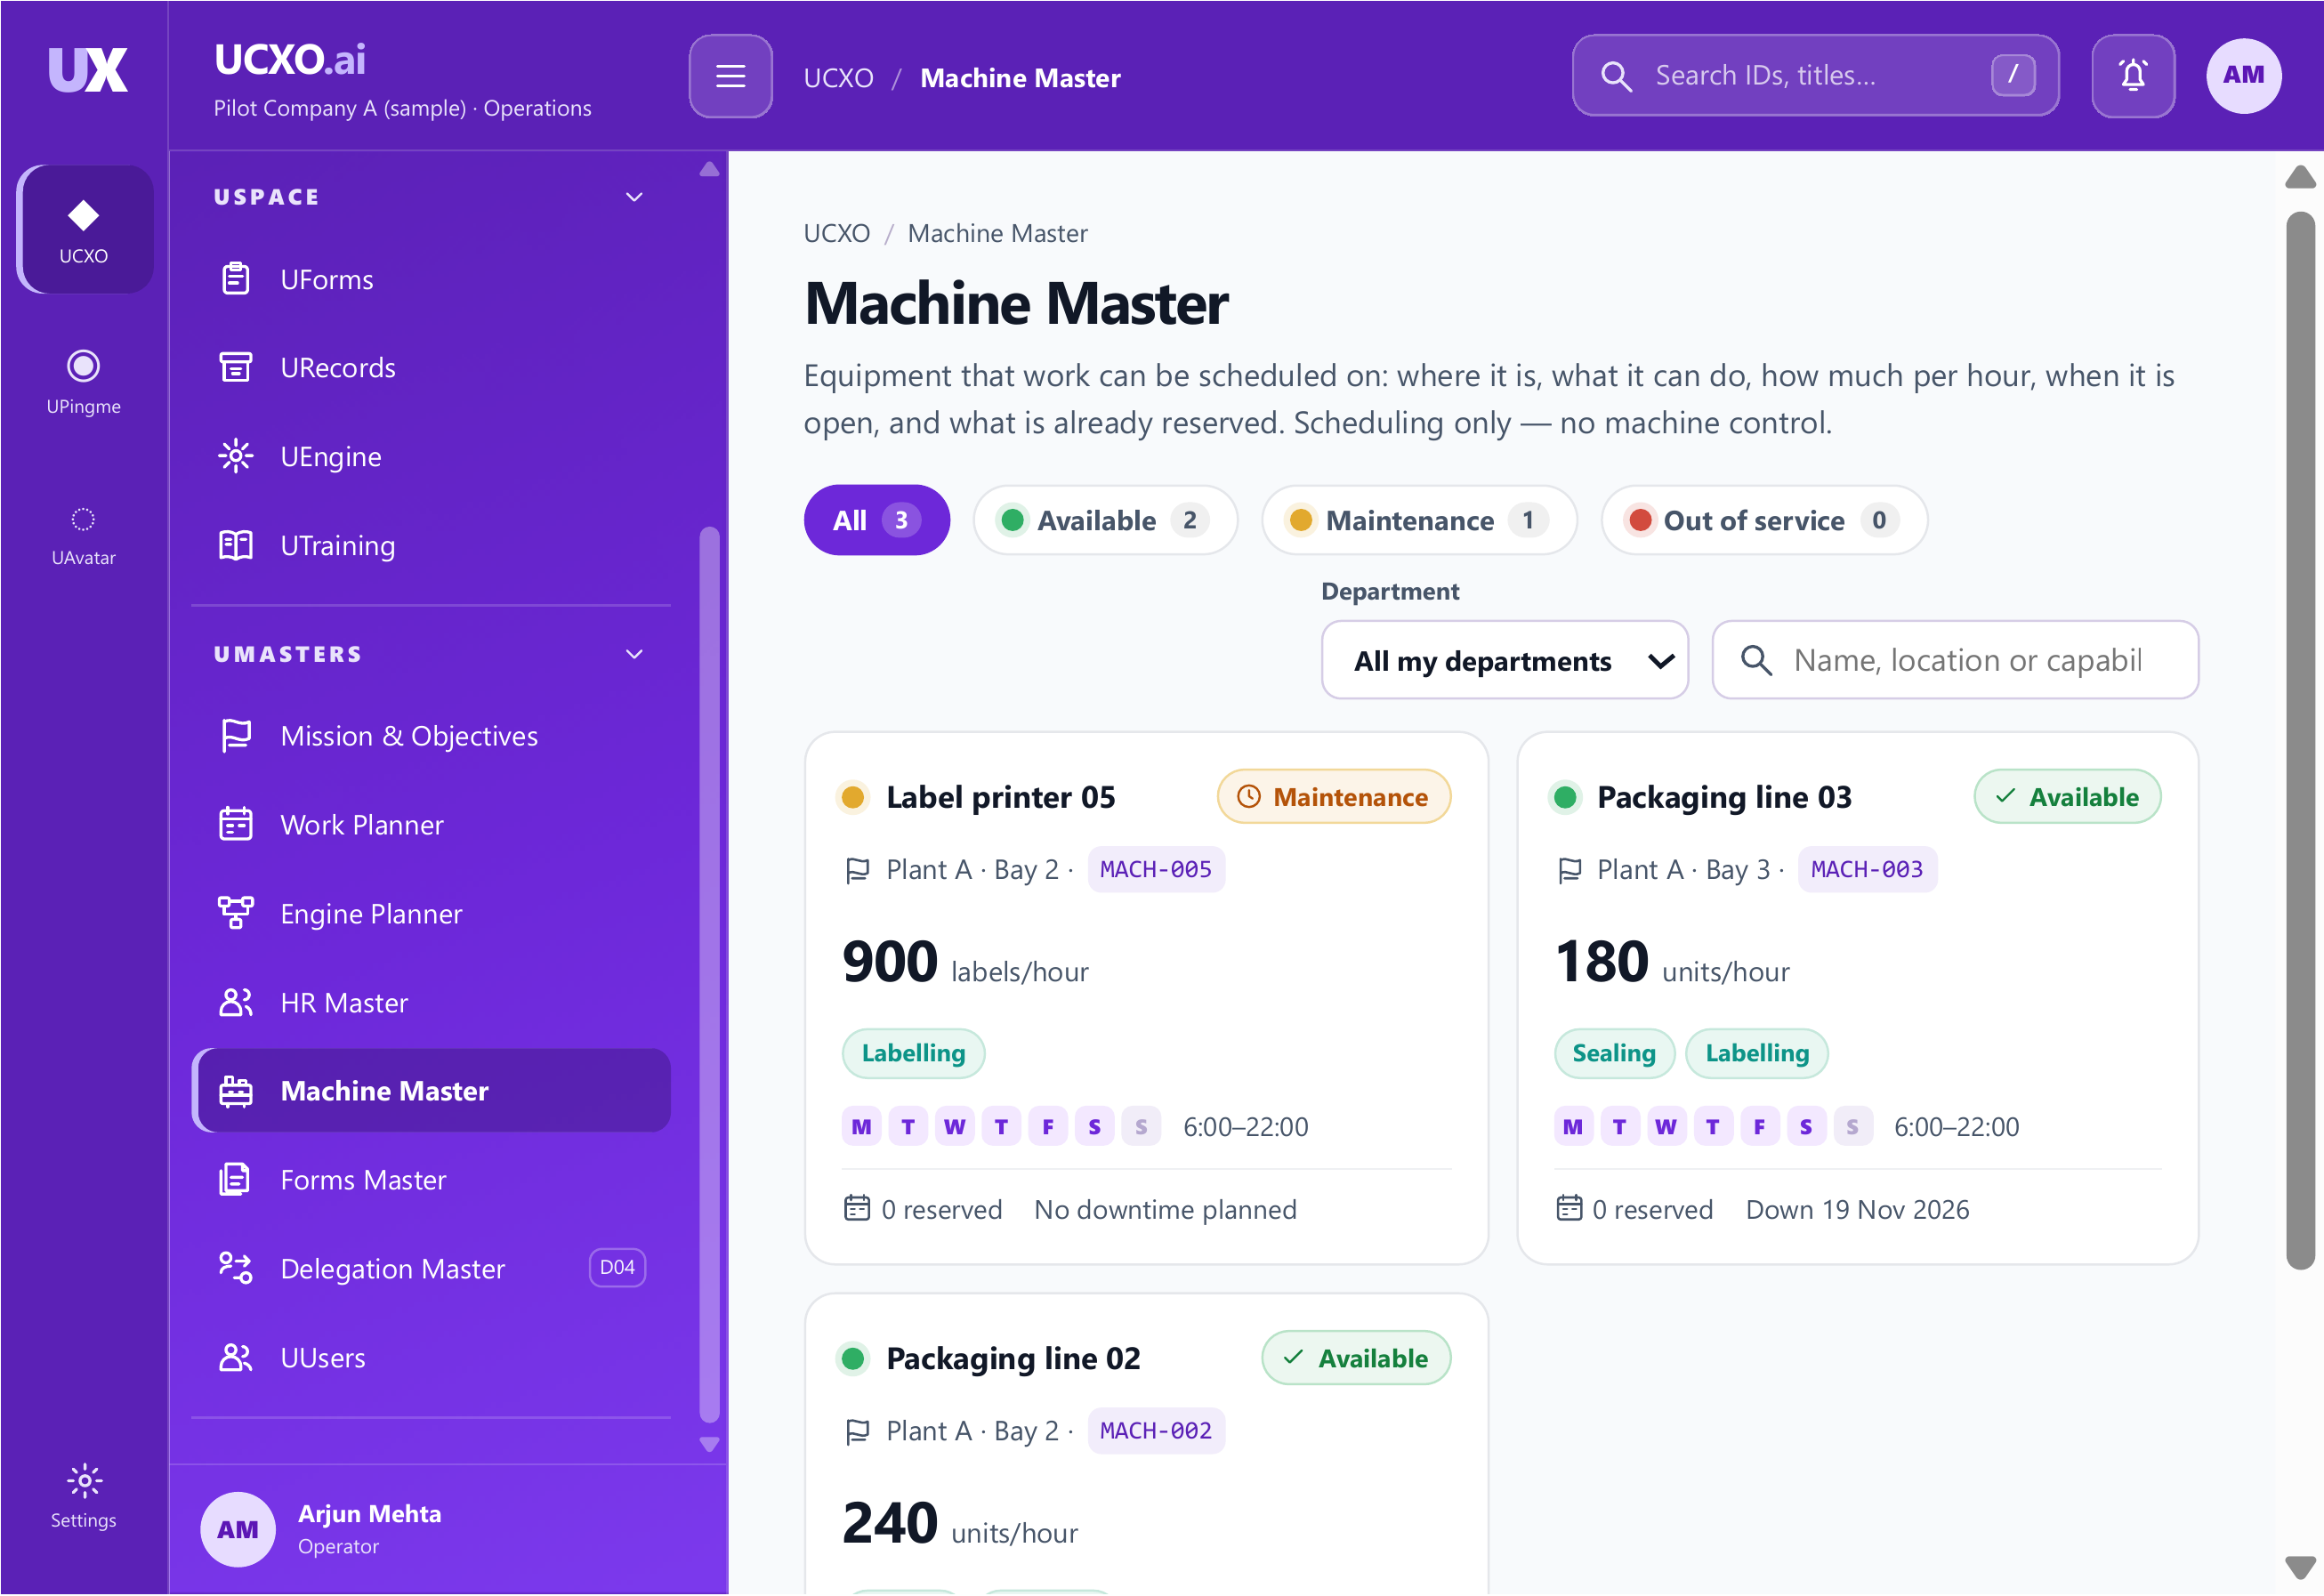 UX
UCXO.ai
Pilot Company A (sample) · Operations
UCXO / Machine Master
Search IDs, titles...
/
AM
UCXO
UPingme
UAvatar
Settings
USPACE
UForms
URecords
UEngine
UTraining
UMASTERS
Mission & Objectives
Work Planner
Engine Planner
HR Master
Machine Master
Forms Master
Delegation Master D04
UUsers
AM
Arjun Mehta
Operator
UCXO / Machine Master
Machine Master
Equipment that work can be scheduled on: where it is, what it can do, how much per hour, when it is
open, and what is already reserved. Scheduling only — no machine control.
All 3
Available 2
Maintenance 1
Out of service 0
Department
All my departments
Name, location or capabil
Label printer 05
Maintenance
Plant A · Bay 2 · MACH-005
900 labels/hour
Labelling
M T W T F S S 6:00–22:00
0 reserved No downtime planned
Packaging line 03
Available
Plant A · Bay 3 · MACH-003
180 units/hour
Sealing Labelling
M T W T F S S 6:00–22:00
0 reserved Down 19 Nov 2026
Packaging line 02
Available
Plant A · Bay 2 · MACH-002
240 units/hour